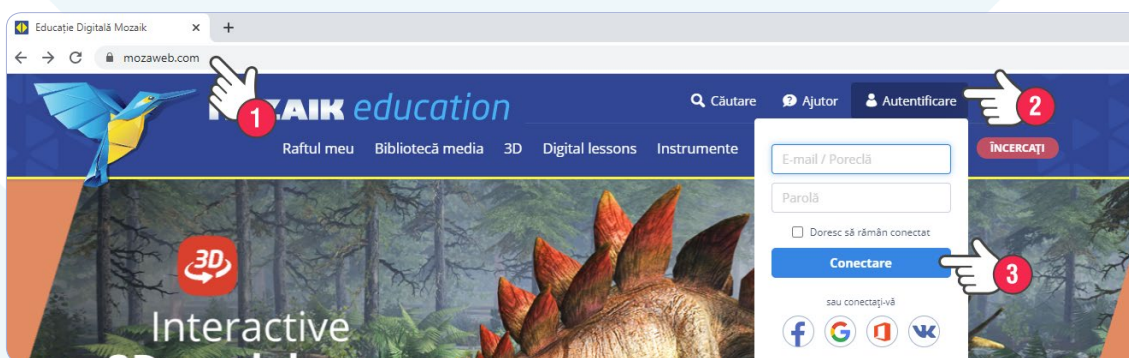 Educație Digitală Mozaik
mozaweb.com
1
ZAIK education
Căutare
Ajutor
Autentificare
2
Raftul meu
Bibliotecă media
3D
Digital lessons
Instrumente
ÎNCERCAȚI
E-mail / Poreclă
Parolă
Doresc să rămân conectat
Conectare
3
sau conectați-vă
3D
Interactive